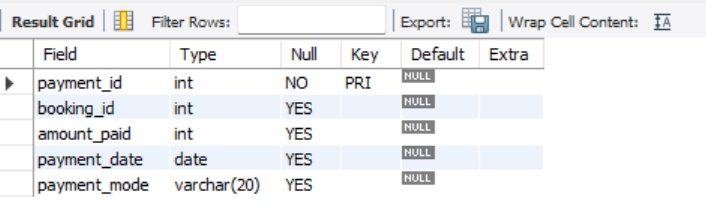 Result Grid Filter Rows: Export: Wrap Cell Content: IA
Field Type Null Key Default Extra
payment_id int NO PRI NULL
booking_id int YES NULL
amount_paid int YES NULL
payment_date date YES NULL
payment_mode varchar(20) YES NULL